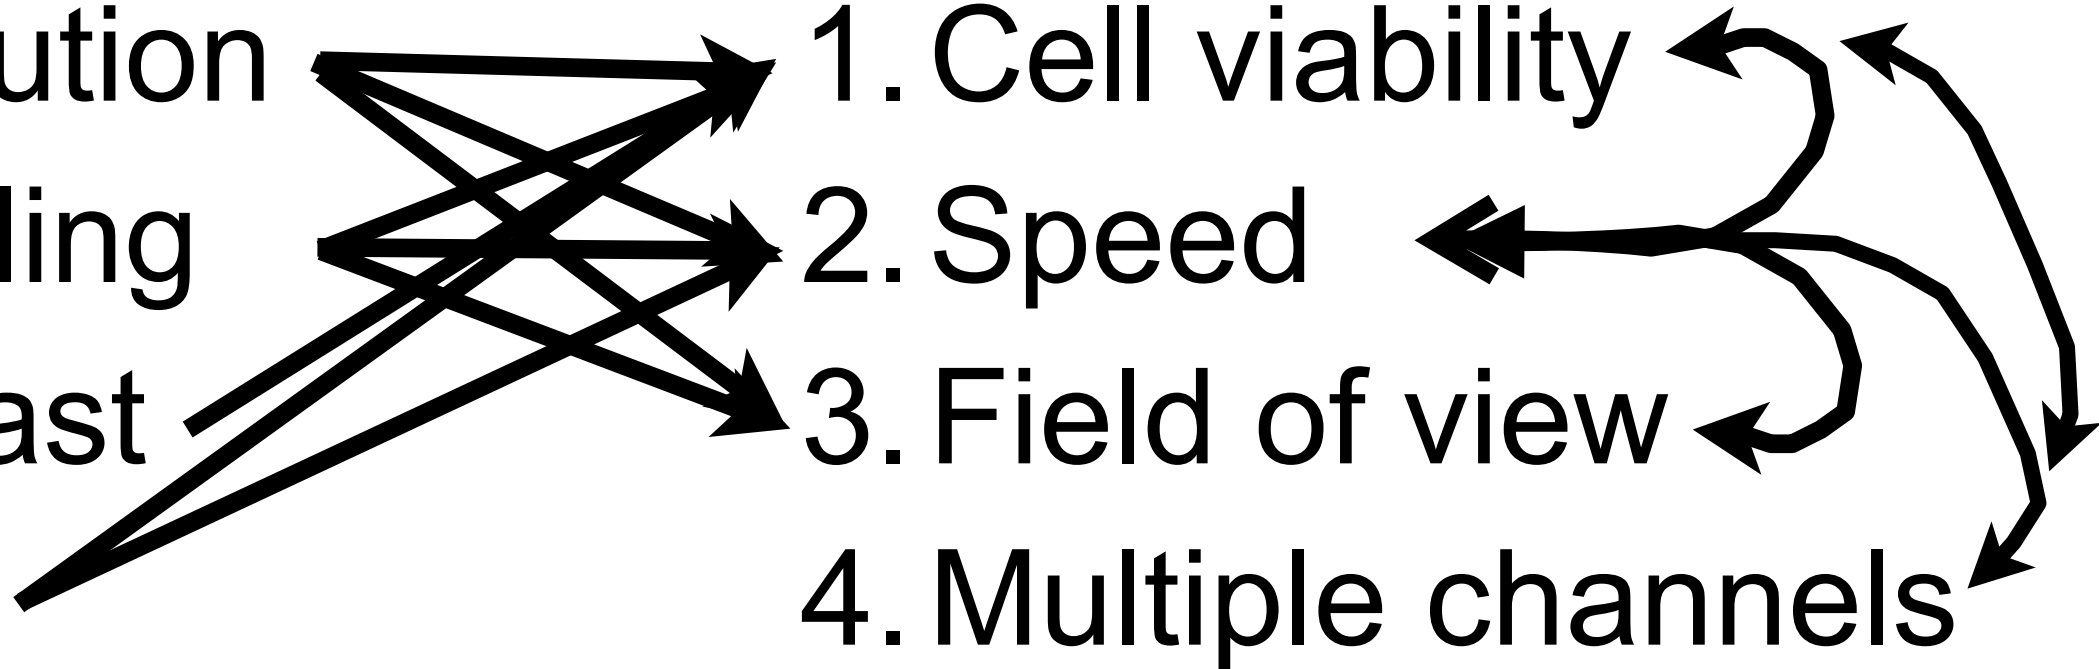 ution 1. Cell viability
ling 2. Speed
ast 3. Field of view
4. Multiple channels